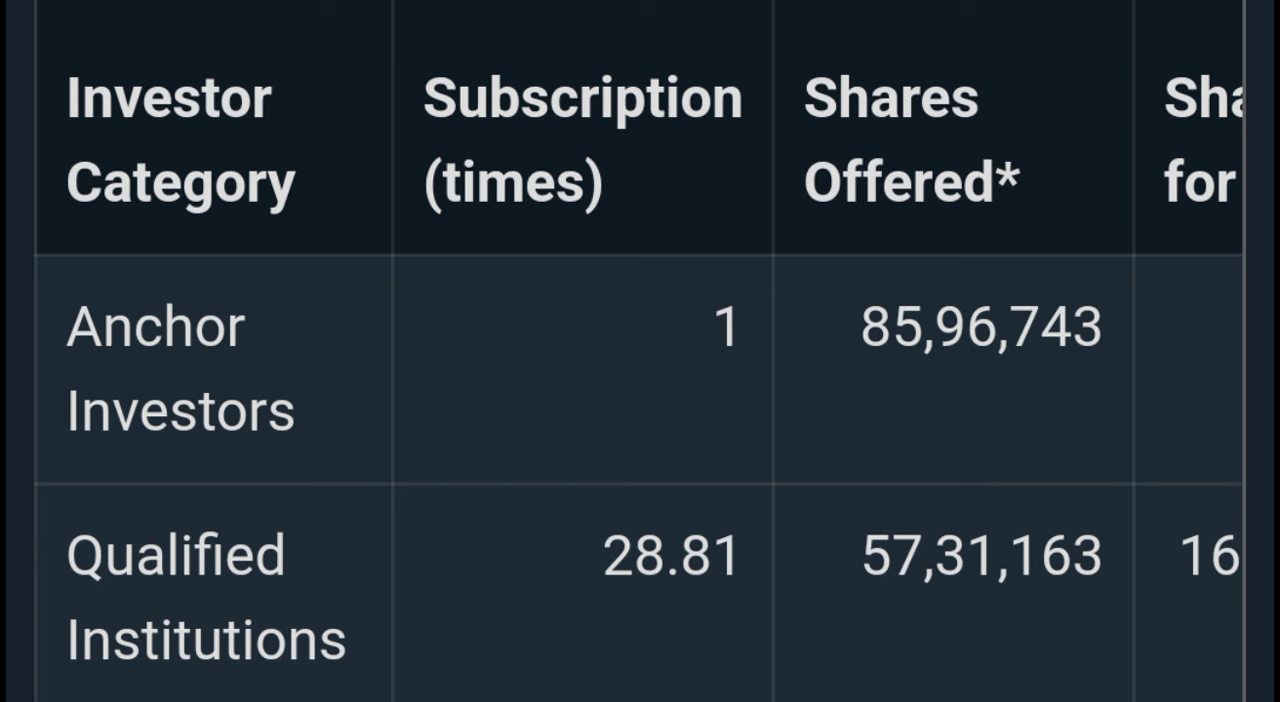 Investor Category
Subscription (times)
Shares Offered*
for
Anchor Investors
1
85,96,743
Qualified Institutions
28.81
57,31,163